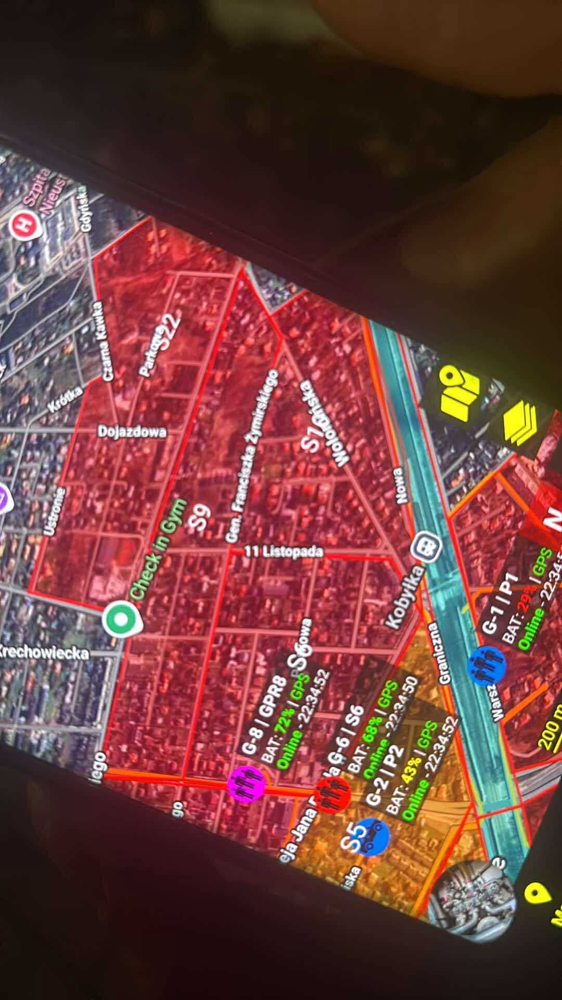 Szpita
Nieust
Gdyńska
Czarna Kawka
Parkowa
S22
Krótka
Dojazdowa
Ustronie
Gen. Franciszka Żymirskiego
Wołomińska
Nowa
S9
Check in Gym
11 Listopada
Kobyłka
Krechowiecka
Graniczna
Warsz
N
G-1 | P1
BAT: 29% | GPS
Online - 22:34:5
S6
owa
G-8 | GPR8
BAT: 72% | GPS
Online - 22:34:52
G-6 | S6
BAT: 68% | GPS
Online - 22:34:50
G-2 | P2
BAT: 43% | GPS
Online - 22:34:52
200 m
iego
go
eja Jana P
S5
ska